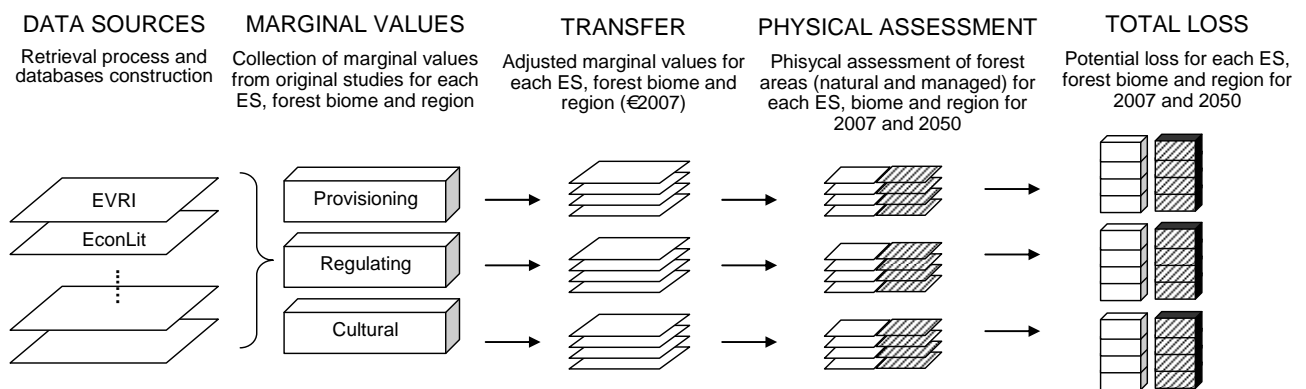 DATA SOURCES
Retrieval process and
databases construction
MARGINAL VALUES
Collection of marginal values
from original studies for each
ES, forest biome and region
TRANSFER
Adjusted marginal values for
each ES, forest biome and
region (€2007)
PHYSICAL ASSESSMENT
Phisycal assessment of forest
areas (natural and managed) for
each ES, biome and region for
2007 and 2050
TOTAL LOSS
Potential loss for each ES,
forest biome and region for
2007 and 2050
EVRI
EconLit
Provisioning
Regulating
Cultural